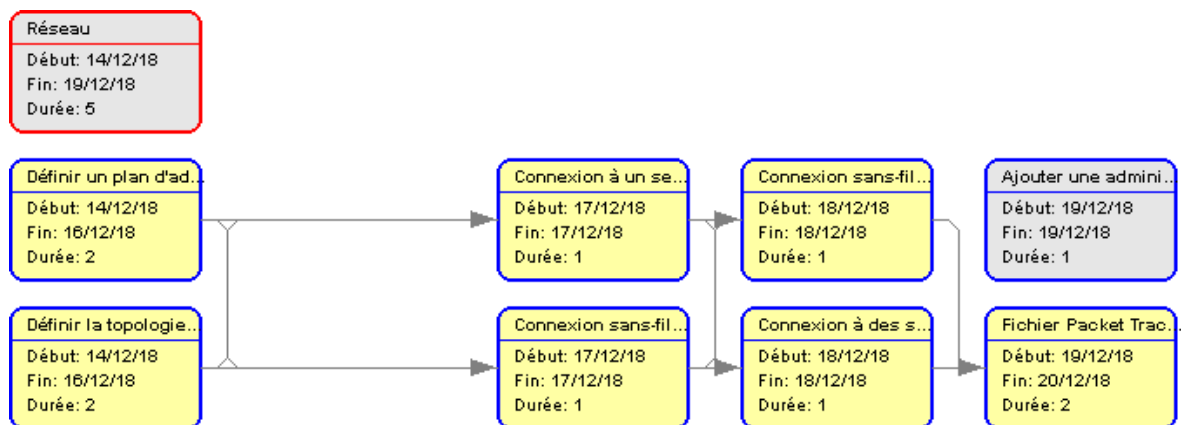 Réseau
Début: 14/12/18
Fin: 19/12/18
Durée: 5
Définir un plan d'ad...
Début: 14/12/18
Fin: 16/12/18
Durée: 2
Connexion à un se...
Début: 17/12/18
Fin: 17/12/18
Durée: 1
Connexion sans-fil...
Début: 18/12/18
Fin: 18/12/18
Durée: 1
Ajouter une admini...
Début: 19/12/18
Fin: 19/12/18
Durée: 1
Définir la topologie...
Début: 14/12/18
Fin: 16/12/18
Durée: 2
Connexion sans-fil...
Début: 17/12/18
Fin: 17/12/18
Durée: 1
Connexion à des s...
Début: 18/12/18
Fin: 18/12/18
Durée: 1
Fichier Packet Trac...
Début: 19/12/18
Fin: 20/12/18
Durée: 2